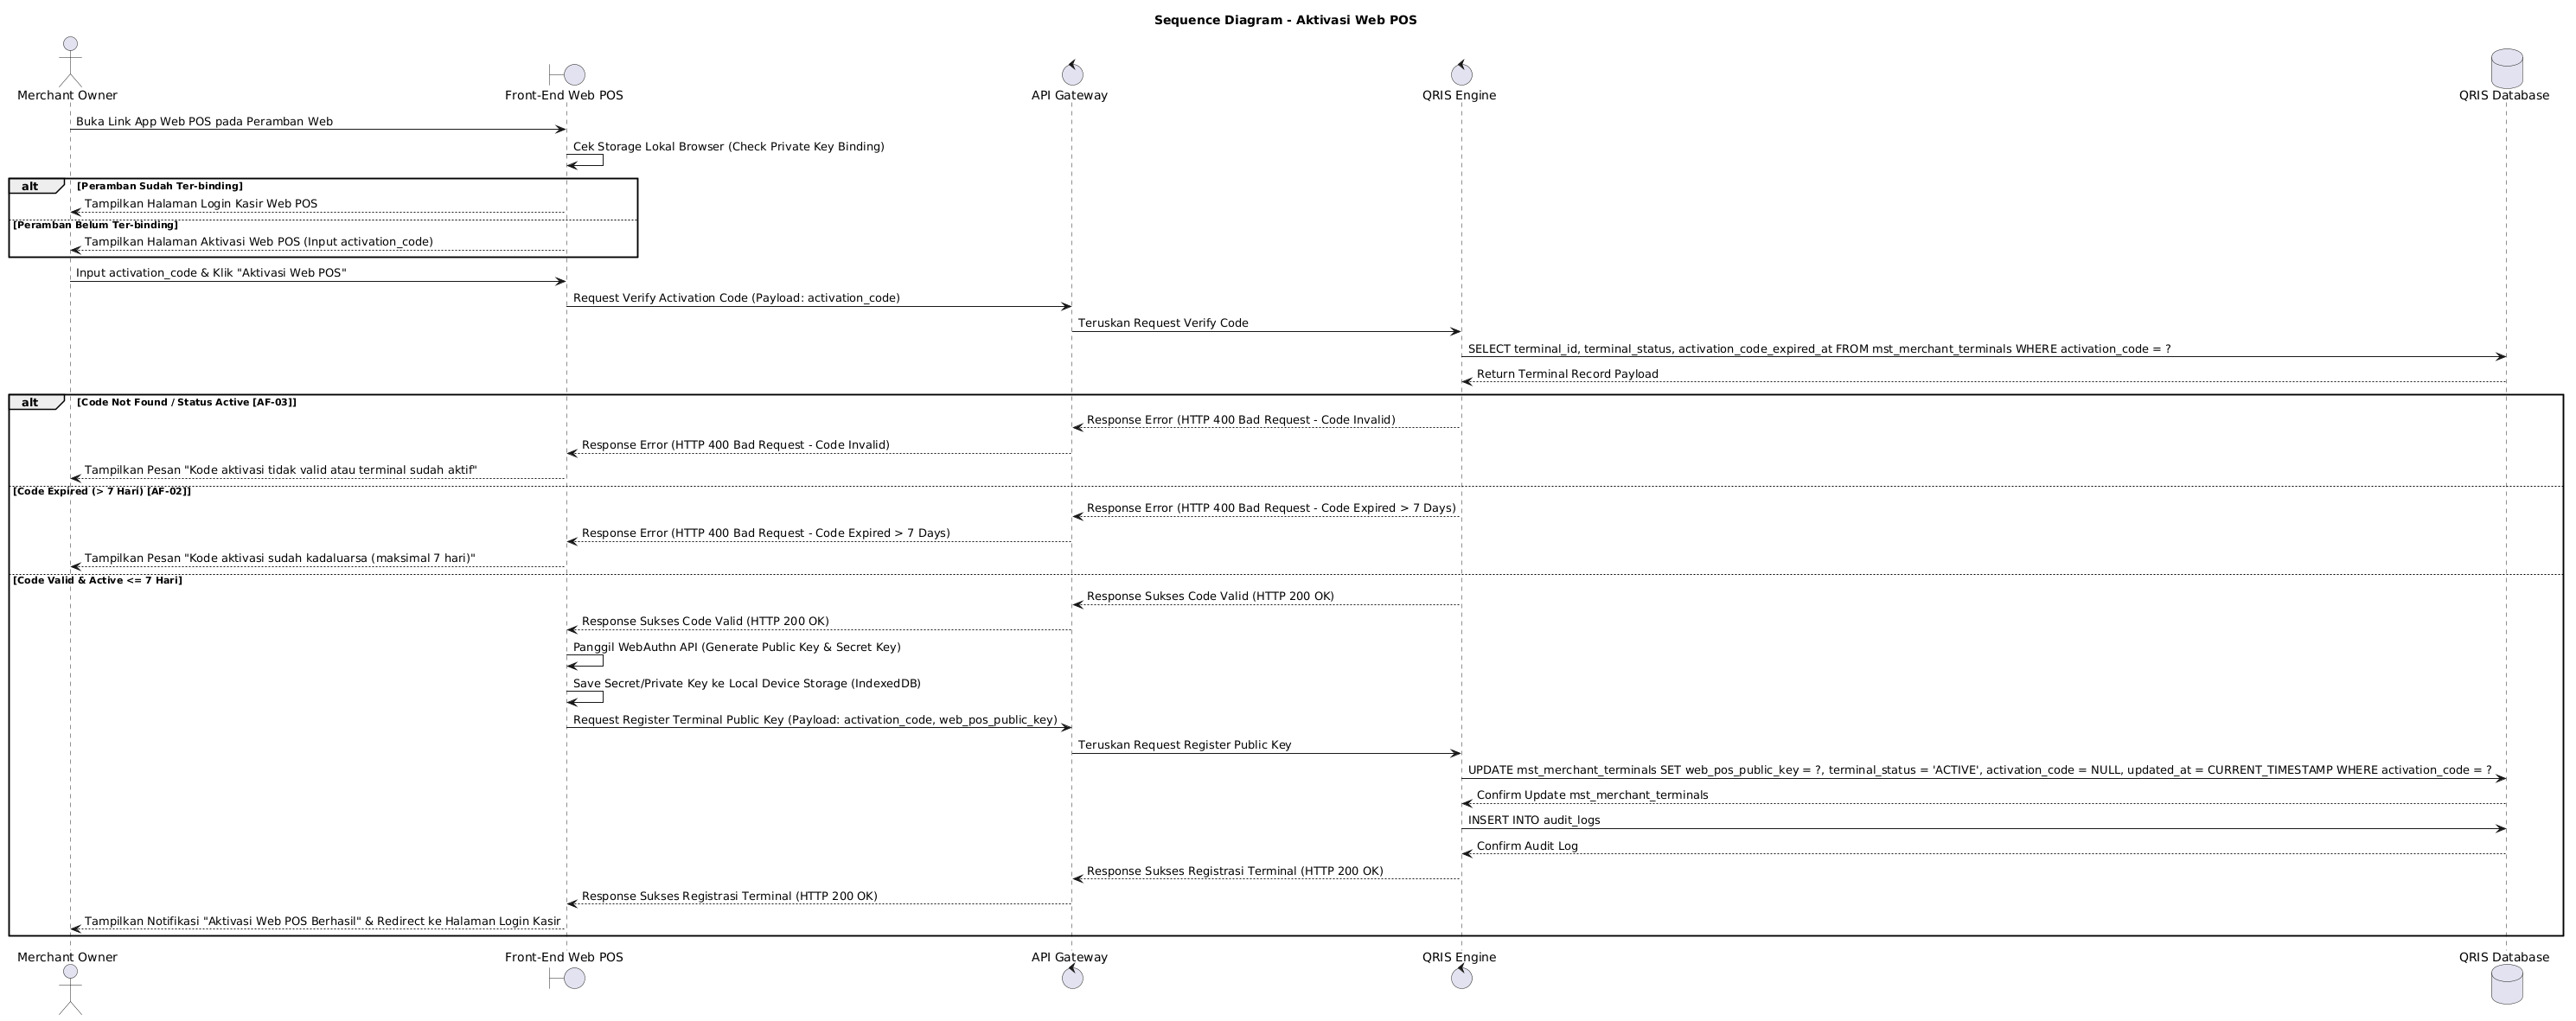 Sequence Diagram - Aktivasi Web POS
Merchant Owner
Front-End Web POS
API Gateway
QRIS Engine
QRIS Database
Buka Link App Web POS pada Peramban Web
Cek Storage Lokal Browser (Check Private Key Binding)
alt [Peramban Sudah Ter-binding]
Tampilkan Halaman Login Kasir Web POS
[Peramban Belum Ter-binding]
Tampilkan Halaman Aktivasi Web POS (Input activation_code)
Input activation_code & Klik "Aktivasi Web POS"
Request Verify Activation Code (Payload: activation_code)
Teruskan Request Verify Code
SELECT terminal_id, terminal_status, activation_code_expired_at FROM mst_merchant_terminals WHERE activation_code = ?
Return Terminal Record Payload
alt [Code Not Found / Status Active [AF-03]]
Response Error (HTTP 400 Bad Request - Code Invalid)
Response Error (HTTP 400 Bad Request - Code Invalid)
Tampilkan Pesan "Kode aktivasi tidak valid atau terminal sudah aktif"
[Code Expired (> 7 Hari) [AF-02]]
Response Error (HTTP 400 Bad Request - Code Expired > 7 Days)
Response Error (HTTP 400 Bad Request - Code Expired > 7 Days)
Tampilkan Pesan "Kode aktivasi sudah kadaluarsa (maksimal 7 hari)"
[Code Valid & Active <= 7 Hari]
Response Sukses Code Valid (HTTP 200 OK)
Response Sukses Code Valid (HTTP 200 OK)
Panggil WebAuthn API (Generate Public Key & Secret Key)
Save Secret/Private Key ke Local Device Storage (IndexedDB)
Request Register Terminal Public Key (Payload: activation_code, web_pos_public_key)
Teruskan Request Register Public Key
UPDATE mst_merchant_terminals SET web_pos_public_key = ?, terminal_status = 'ACTIVE', activation_code = NULL, updated_at = CURRENT_TIMESTAMP WHERE activation_code = ?
Confirm Update mst_merchant_terminals
INSERT INTO audit_logs
Confirm Audit Log
Response Sukses Registrasi Terminal (HTTP 200 OK)
Response Sukses Registrasi Terminal (HTTP 200 OK)
Tampilkan Notifikasi "Aktivasi Web POS Berhasil" & Redirect ke Halaman Login Kasir
Merchant Owner
Front-End Web POS
API Gateway
QRIS Engine
QRIS Database